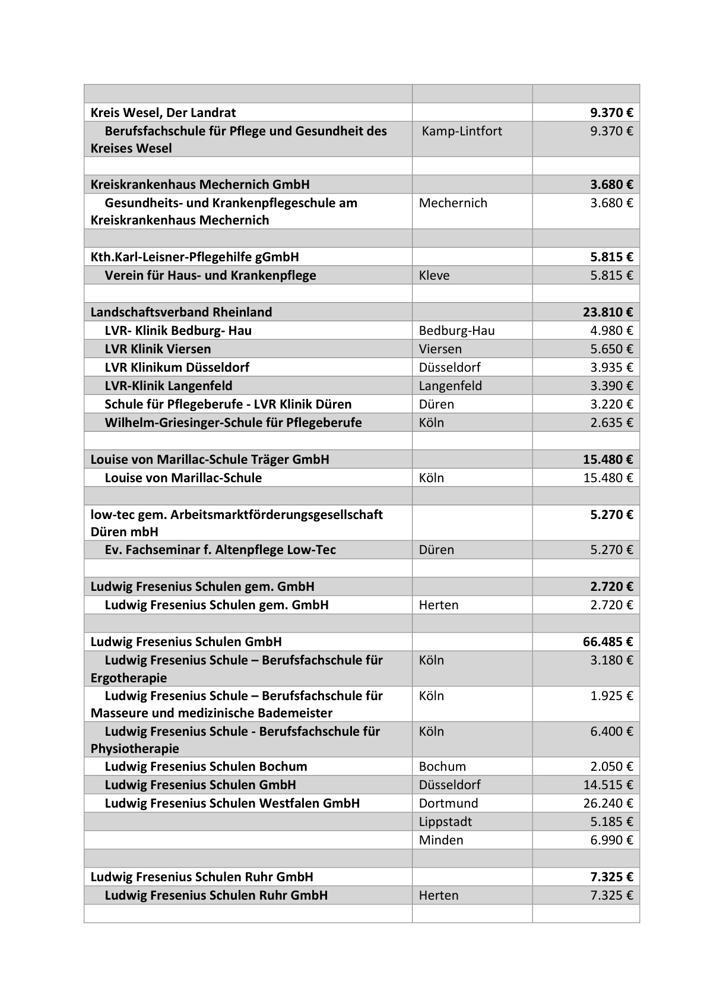 Kreis Wesel, Der Landrat 9.370 €
Berufsfachschule für Pflege und Gesundheit des Kamp-Lintfort 9.370 €
Kreises Wesel
Kreiskrankenhaus Mechernich GmbH 3.680 €
Gesundheits- und Krankenpflegeschule am Mechernich 3.680 €
Kreiskrankenhaus Mechernich
Kth.Karl-Leisner-Pflegehilfe gGmbH 5.815 €
Verein für Haus- und Krankenpflege Kleve 5.815 €
Landschaftsverband Rheinland 23.810 €
LVR- Klinik Bedburg- Hau Bedburg-Hau 4.980 €
LVR Klinik Viersen Viersen 5.650 €
LVR Klinikum Düsseldorf Düsseldorf 3.935 €
LVR-Klinik Langenfeld Langenfeld 3.390 €
Schule für Pflegeberufe - LVR Klinik Düren Düren 3.220 €
Wilhelm-Griesinger-Schule für Pflegeberufe Köln 2.635 €
Louise von Marillac-Schule Träger GmbH 15.480 €
Louise von Marillac-Schule Köln 15.480 €
low-tec gem. Arbeitsmarktförderungsgesellschaft 5.270 €
Düren mbH
Ev. Fachseminar f. Altenpflege Low-Tec Düren 5.270 €
Ludwig Fresenius Schulen gem. GmbH 2.720 €
Ludwig Fresenius Schulen gem. GmbH Herten 2.720 €
Ludwig Fresenius Schulen GmbH 66.485 €
Ludwig Fresenius Schule – Berufsfachschule für Köln 3.180 €
Ergotherapie
Ludwig Fresenius Schule – Berufsfachschule für Köln 1.925 €
Masseure und medizinische Bademeister
Ludwig Fresenius Schule - Berufsfachschule für Köln 6.400 €
Physiotherapie
Ludwig Fresenius Schulen Bochum Bochum 2.050 €
Ludwig Fresenius Schulen GmbH Düsseldorf 14.515 €
Ludwig Fresenius Schulen Westfalen GmbH Dortmund 26.240 €
Lippstadt 5.185 €
Minden 6.990 €
Ludwig Fresenius Schulen Ruhr GmbH 7.325 €
Ludwig Fresenius Schulen Ruhr GmbH Herten 7.325 €